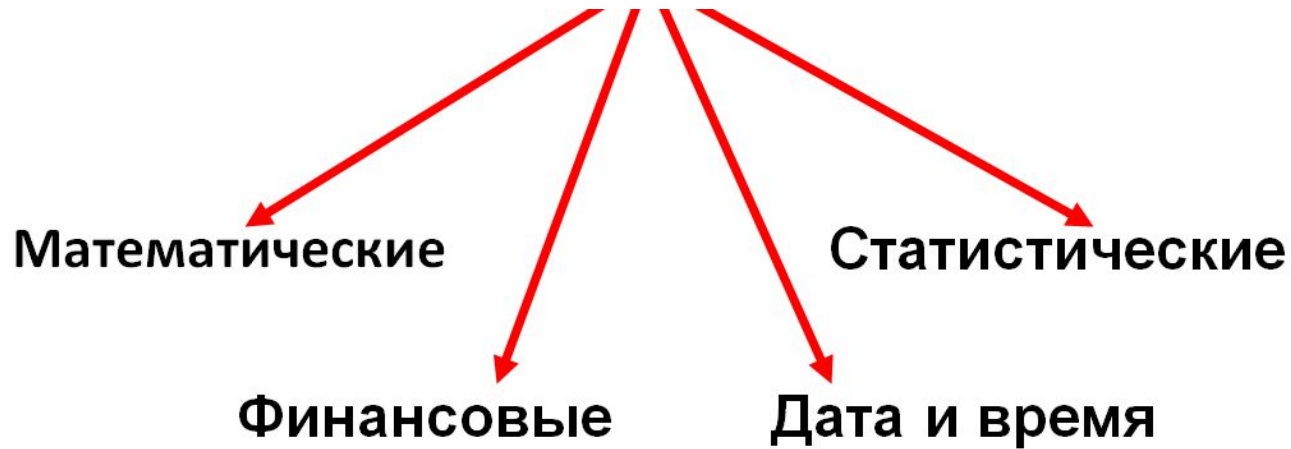 Математические
Статистические
Финансовые
Дата и время